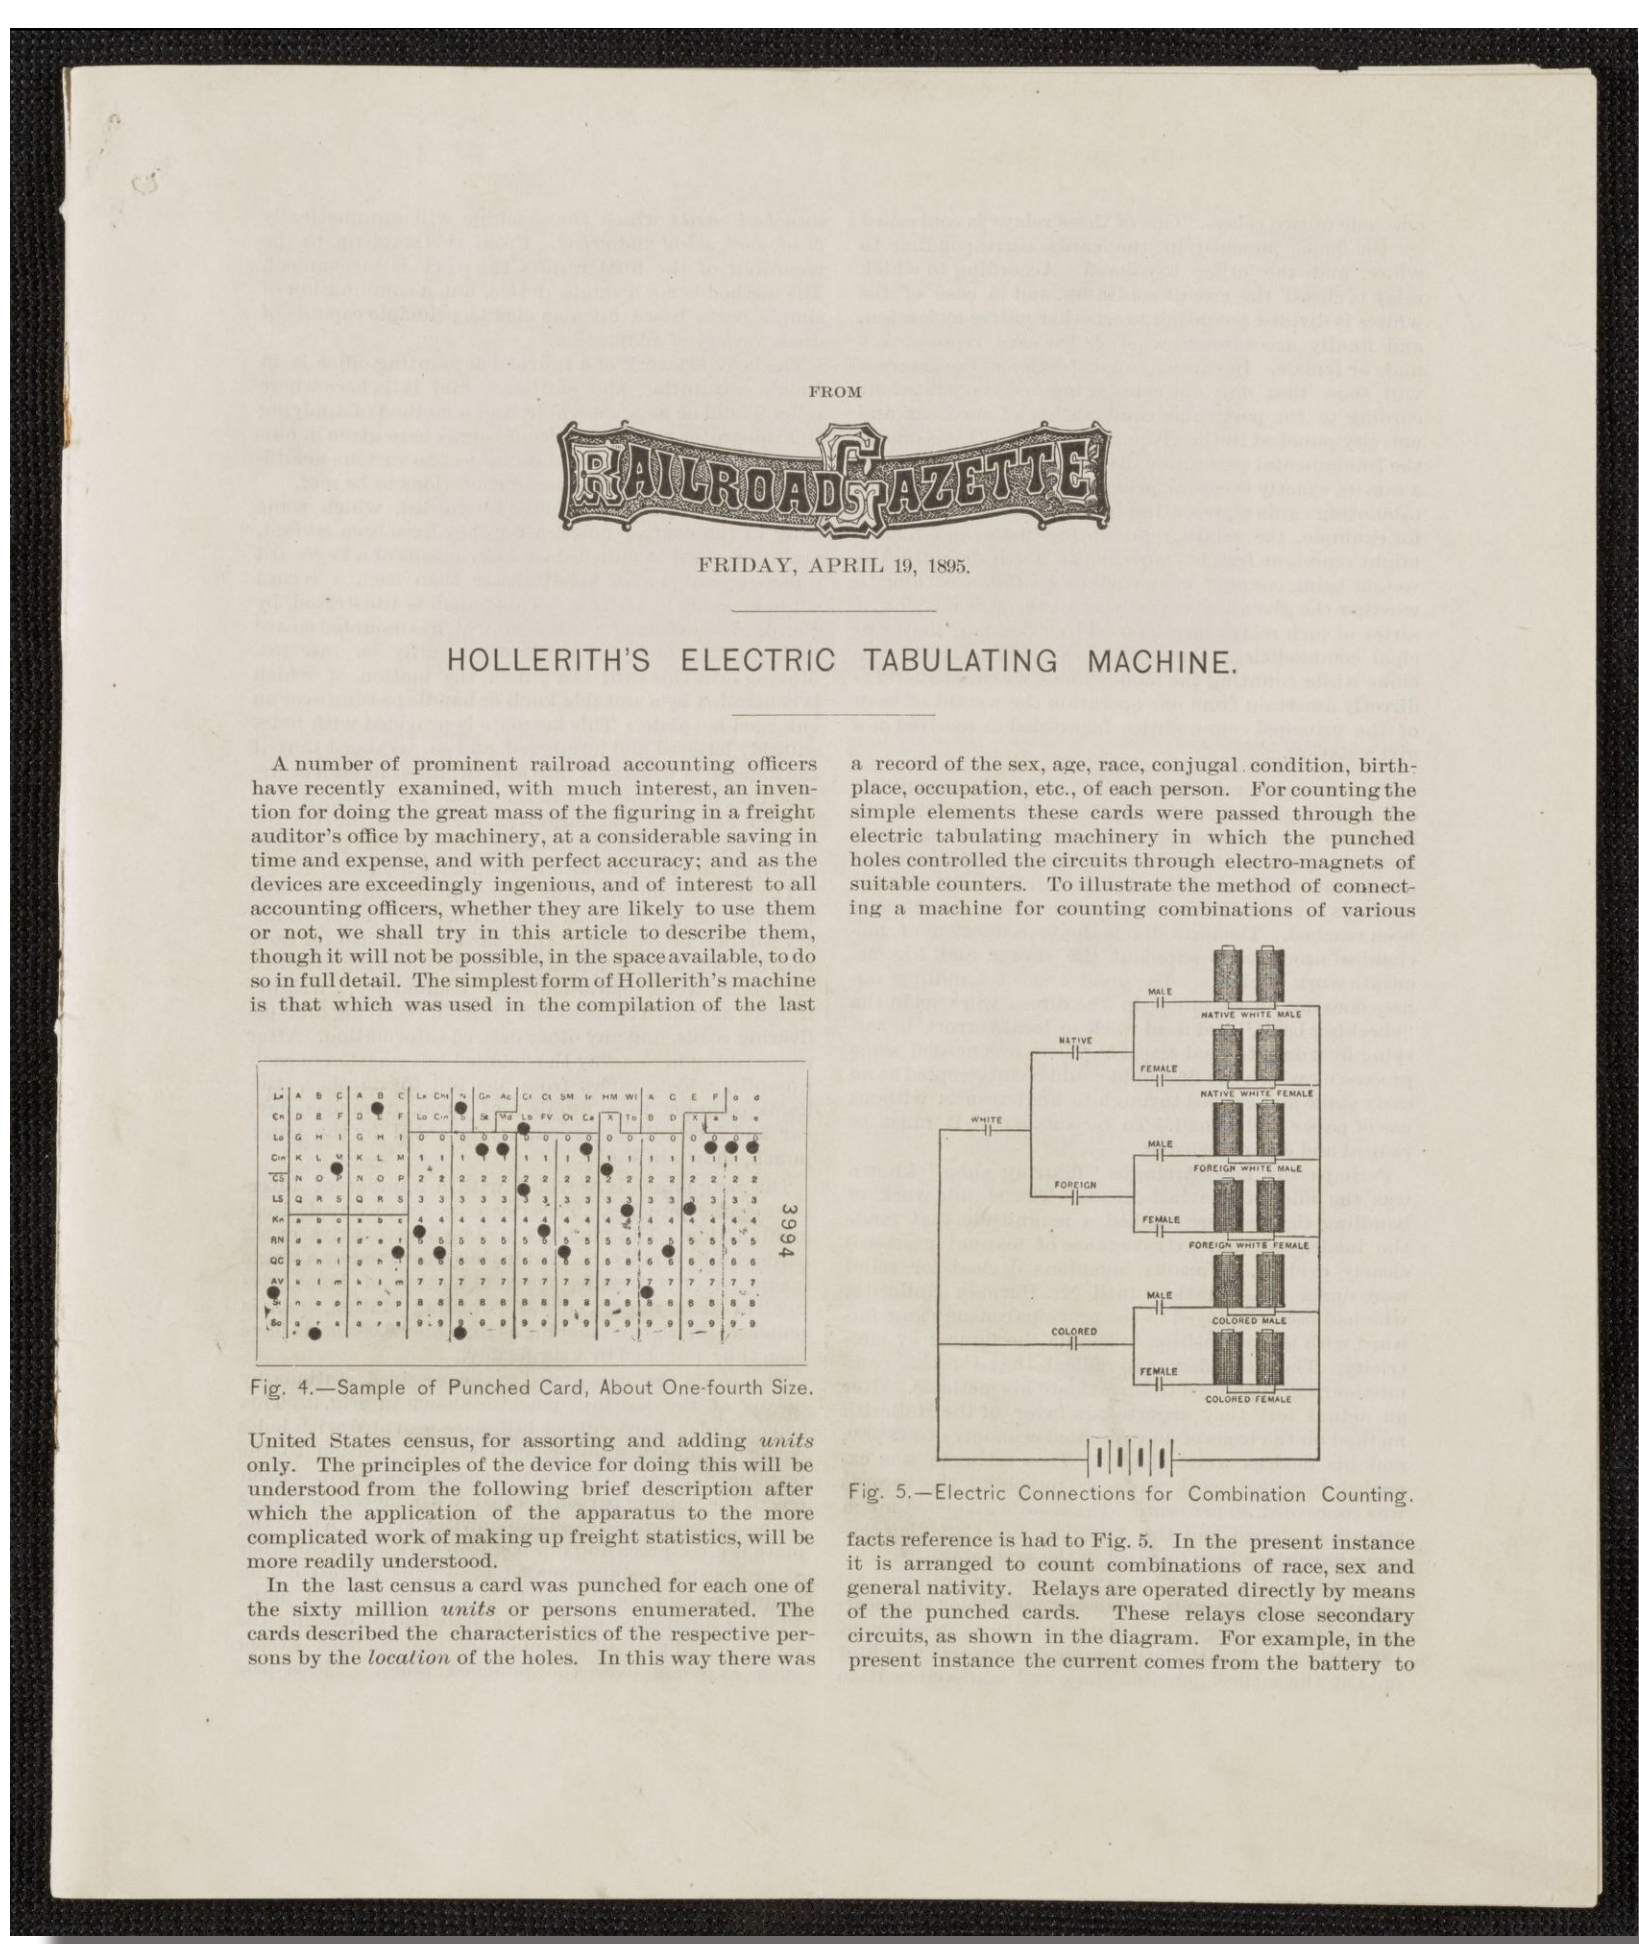 FROM
RAILROAD GAZETTE
FRIDAY, APRIL 19, 1895.
HOLLERITH'S ELECTRIC TABULATING MACHINE.
A number of prominent railroad accounting officers
have recently examined, with much interest, an inven-
tion for doing the great mass of the figuring in a freight
auditor's office by machinery, at a considerable saving in
time and expense, and with perfect accuracy; and as the
devices are exceedingly ingenious, and of interest to all
accounting officers, whether they are likely to use them
or not, we shall try in this article to describe them,
though it will not be possible, in the space available, to do
so in full detail. The simplest form of Hollerith's machine
is that which was used in the compilation of the last
3994
Fig. 4.—Sample of Punched Card, About One-fourth Size.
United States census, for assorting and adding units
only. The principles of the device for doing this will be
understood from the following brief description after
which the application of the apparatus to the more
complicated work of making up freight statistics, will be
more readily understood.
In the last census a card was punched for each one of
the sixty million units or persons enumerated. The
cards described the characteristics of the respective per-
sons by the location of the holes. In this way there was
a record of the sex, age, race, conjugal condition, birth-
place, occupation, etc., of each person. For counting the
simple elements these cards were passed through the
electric tabulating machinery in which the punched
holes controlled the circuits through electro-magnets of
suitable counters. To illustrate the method of connect-
ing a machine for counting combinations of various
MALE
NATIVE WHITE MALE
NATIVE
FEMALE
NATIVE WHITE FEMALE
WHITE
MALE
FOREIGN WHITE MALE
FOREIGN
FEMALE
FOREIGN WHITE FEMALE
MALE
COLORED MALE
COLORED
FEMALE
COLORED FEMALE
Fig. 5.—Electric Connections for Combination Counting.
facts reference is had to Fig. 5. In the present instance
it is arranged to count combinations of race, sex and
general nativity. Relays are operated directly by means
of the punched cards. These relays close secondary
circuits, as shown in the diagram. For example, in the
present instance the current comes from the battery to